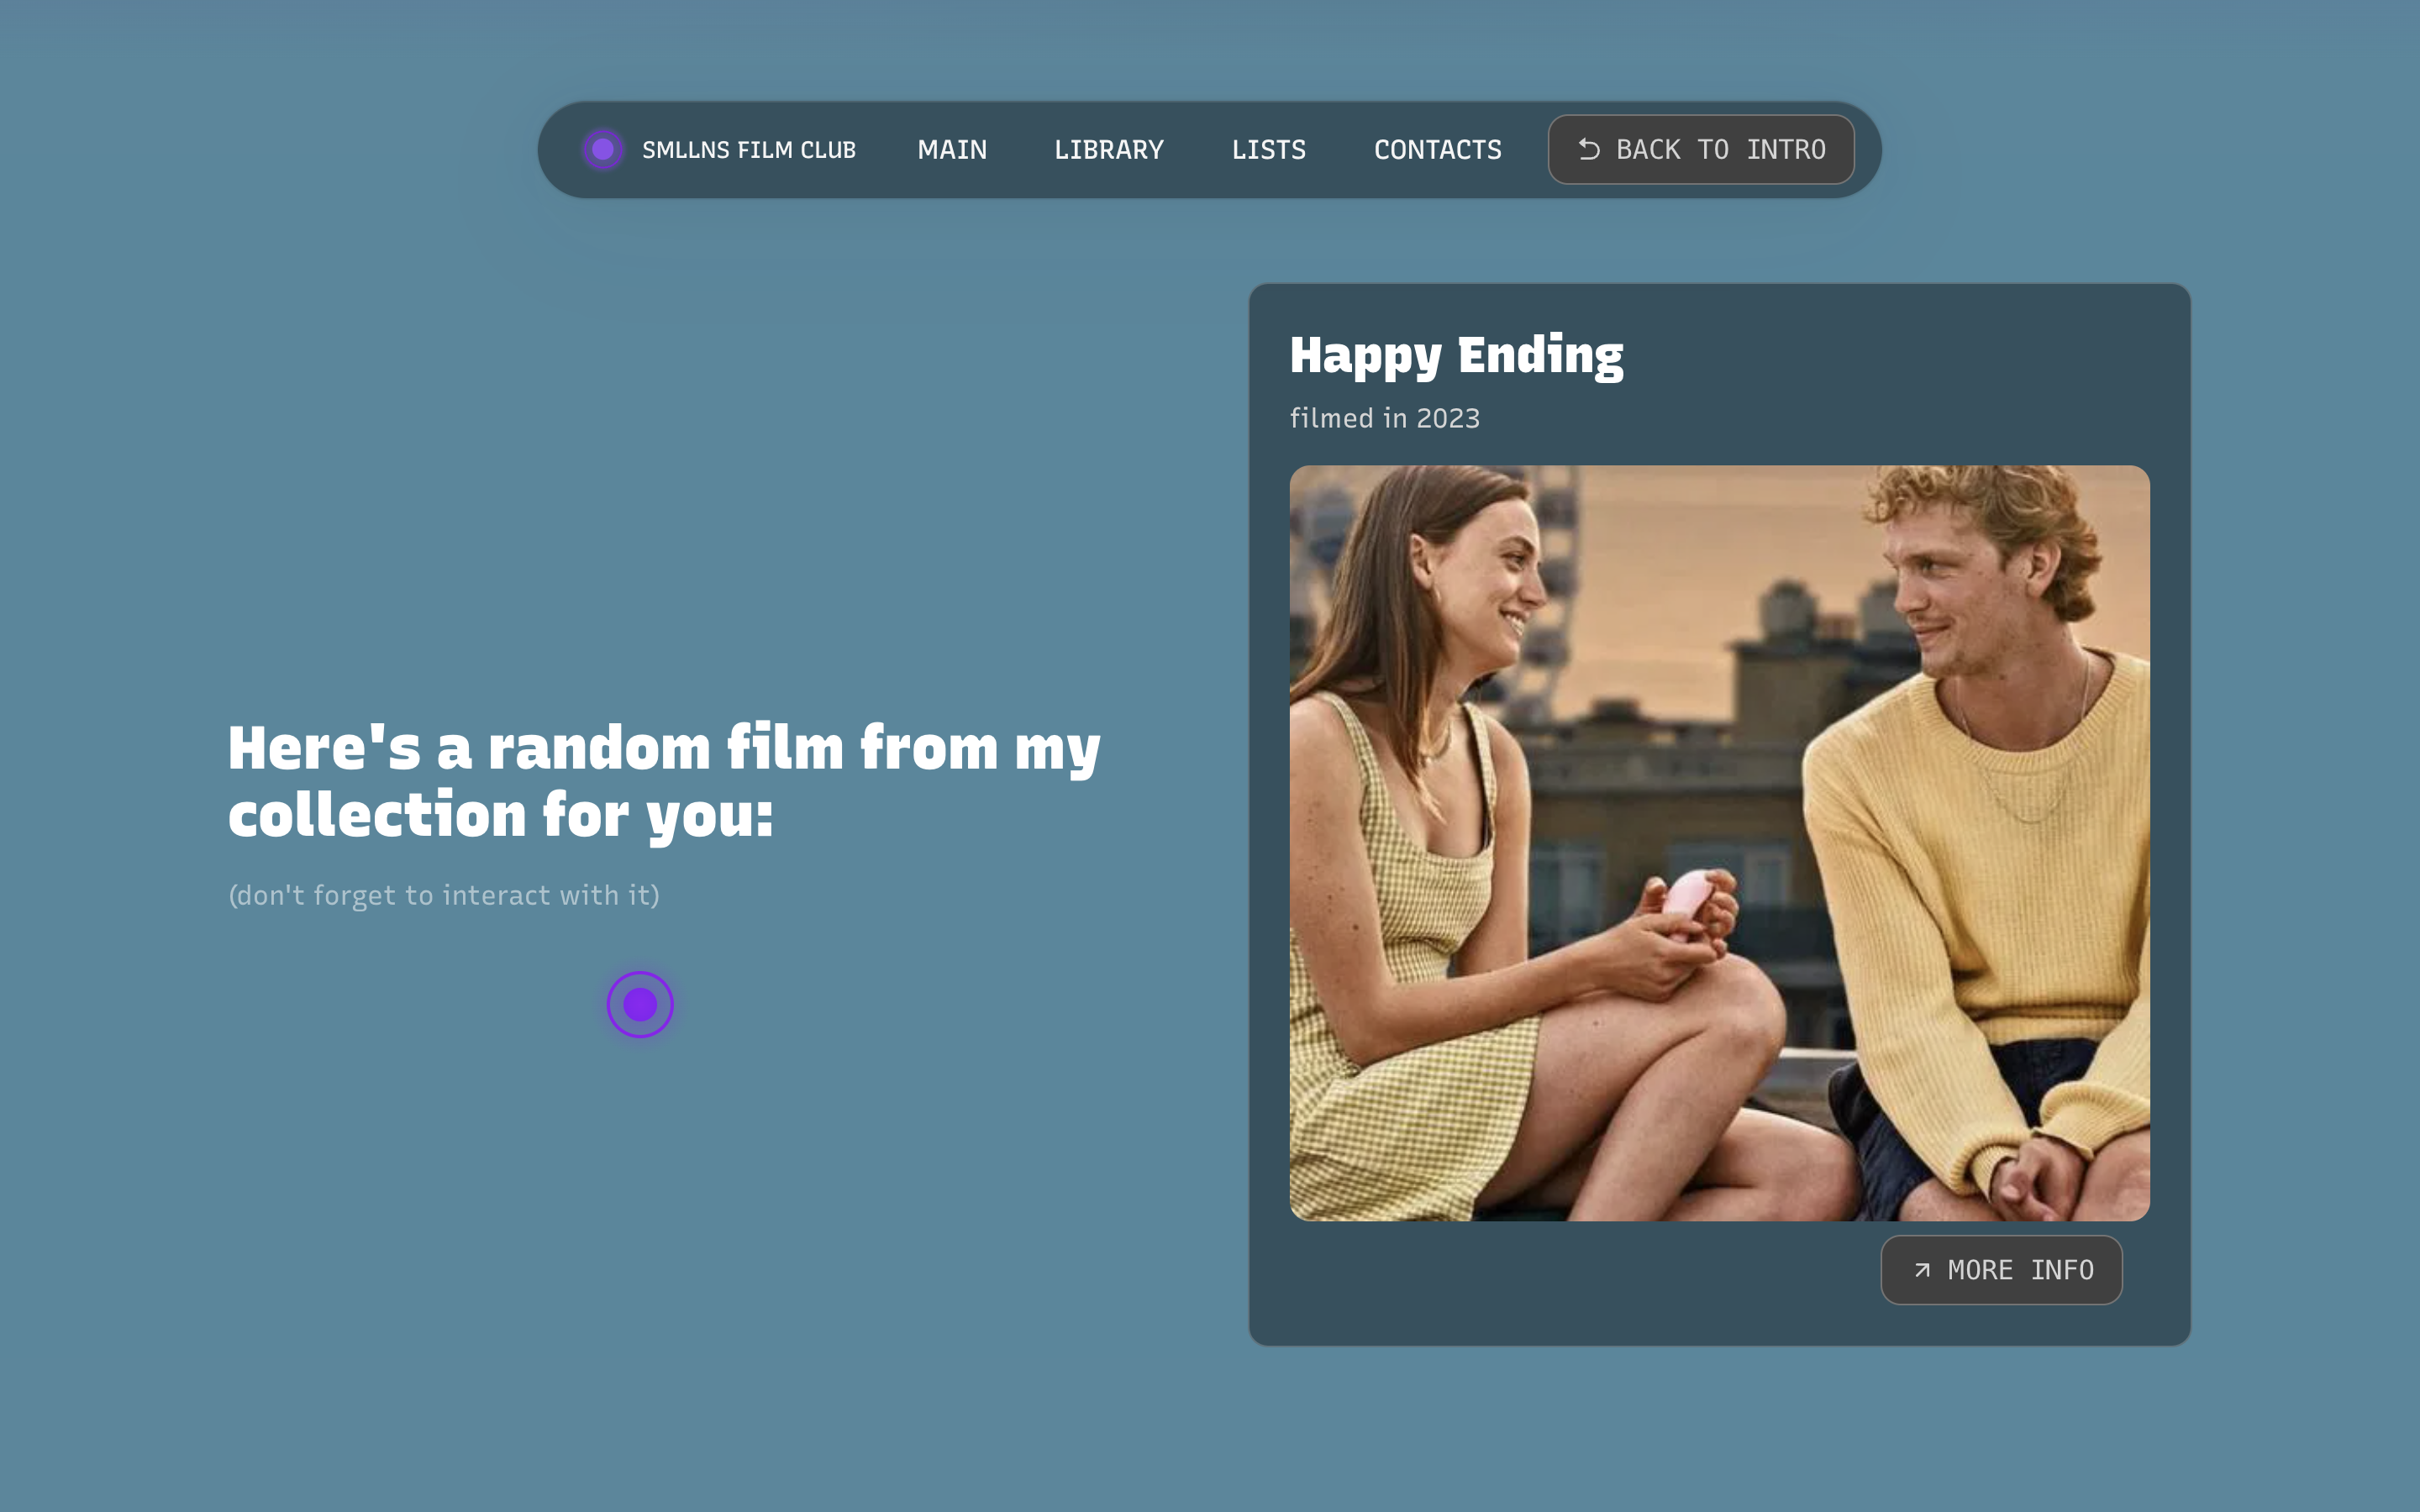 SMLLNS FILM CLUB MAIN LIBRARY LISTS CONTACTS BACK TO INTRO
Happy Ending
filmed in 2023
Here's a random film from my
collection for you:
(don't forget to interact with it)
MORE INFO